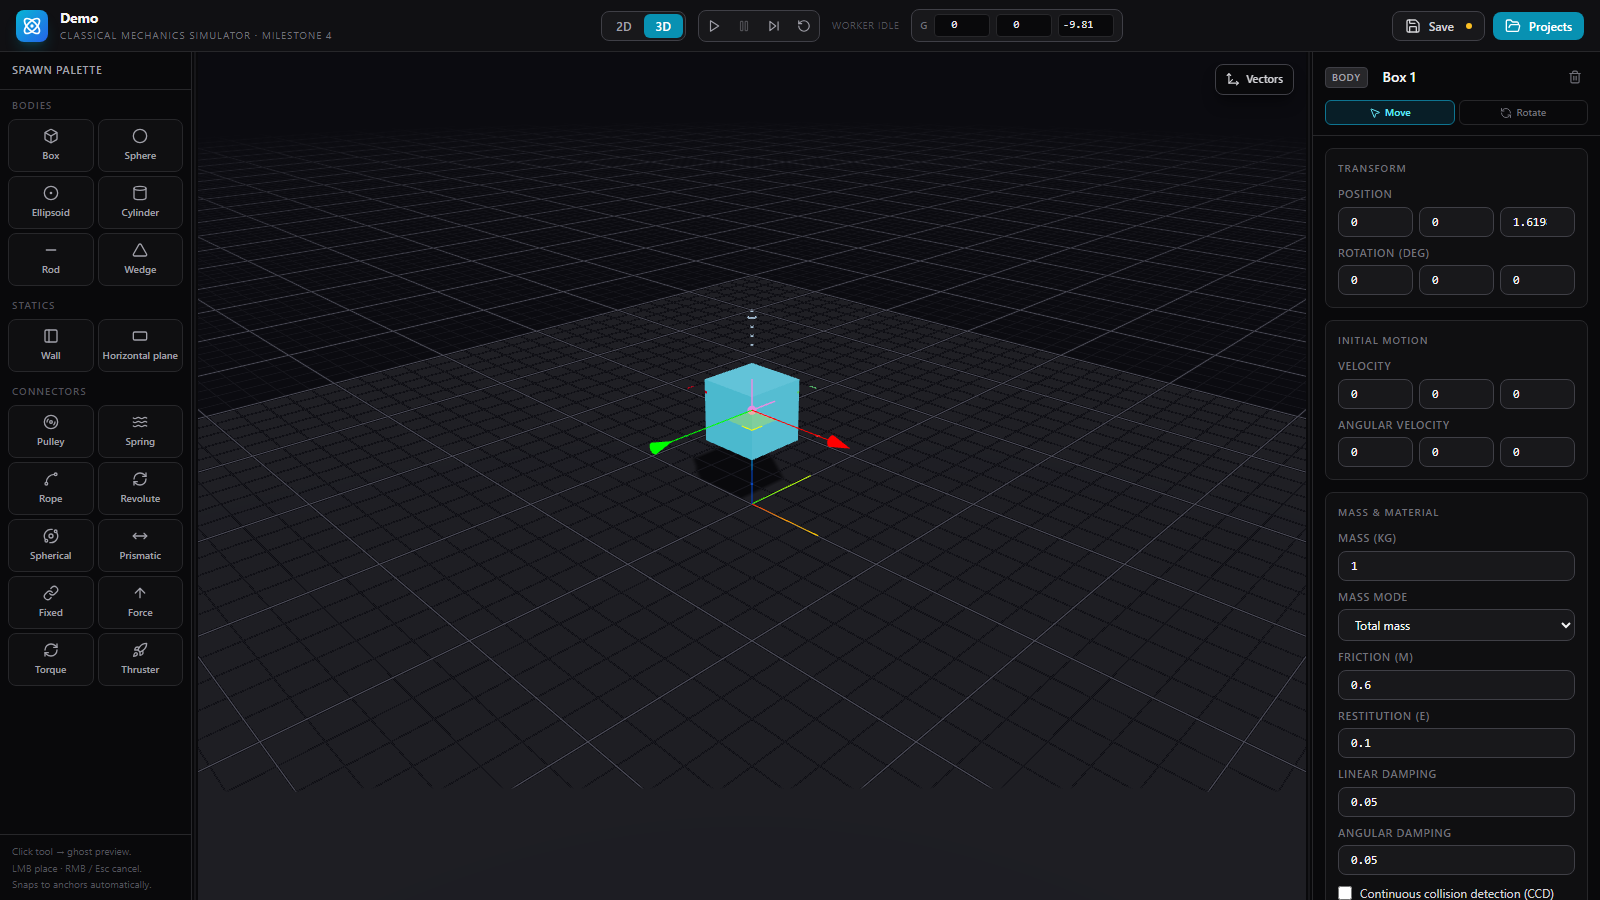 Demo
CLASSICAL MECHANICS SIMULATOR · MILESTONE 4
2D 3D
WORKER IDLE
G 0 0 -9.81
Save
Projects
SPAWN PALETTE
BODIES
Box Sphere
Ellipsoid Cylinder
Rod Wedge
STATICS
Wall Horizontal plane
CONNECTORS
Pulley Spring
Rope Revolute
Spherical Prismatic
Fixed Force
Torque Thruster
Click tool → ghost preview.
LMB place · RMB / Esc cancel.
Snaps to anchors automatically.
Vectors
BODY Box 1
Move Rotate
TRANSFORM
POSITION
0 0 1.619
ROTATION (DEG)
0 0 0
INITIAL MOTION
VELOCITY
0 0 0
ANGULAR VELOCITY
0 0 0
MASS & MATERIAL
MASS (KG)
1
MASS MODE
Total mass
FRICTION (Μ)
0.6
RESTITUTION (E)
0.1
LINEAR DAMPING
0.05
ANGULAR DAMPING
0.05
Continuous collision detection (CCD)